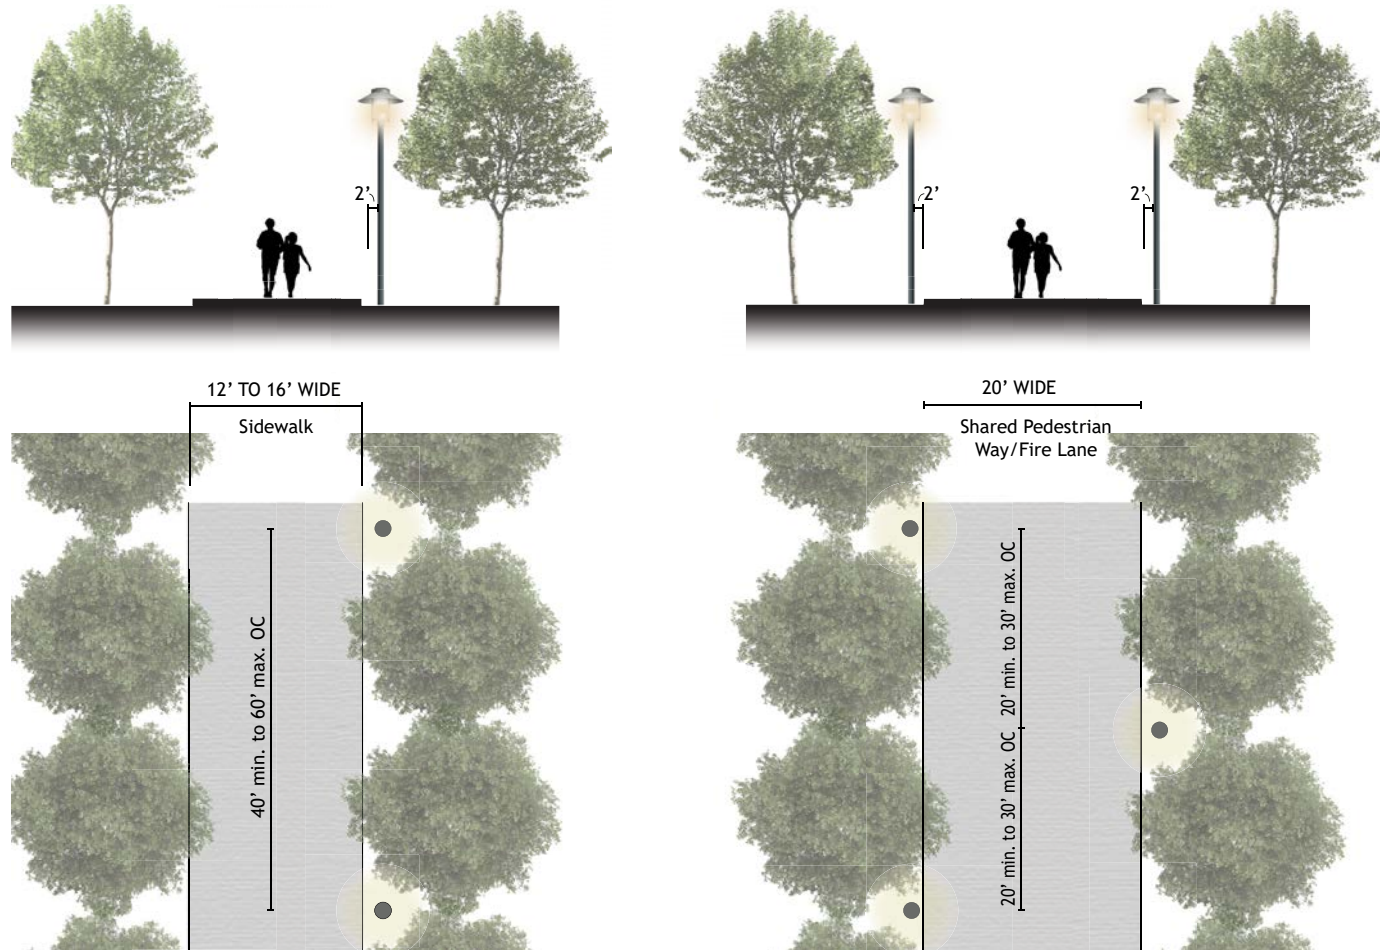 2’
2’
2’
12’ TO 16’ WIDE
Sidewalk
40’ min. to 60’ max. OC
20’ WIDE
Shared Pedestrian
Way/Fire Lane
20’ min. to 30’ max. OC
20’ min. to 30’ max. OC